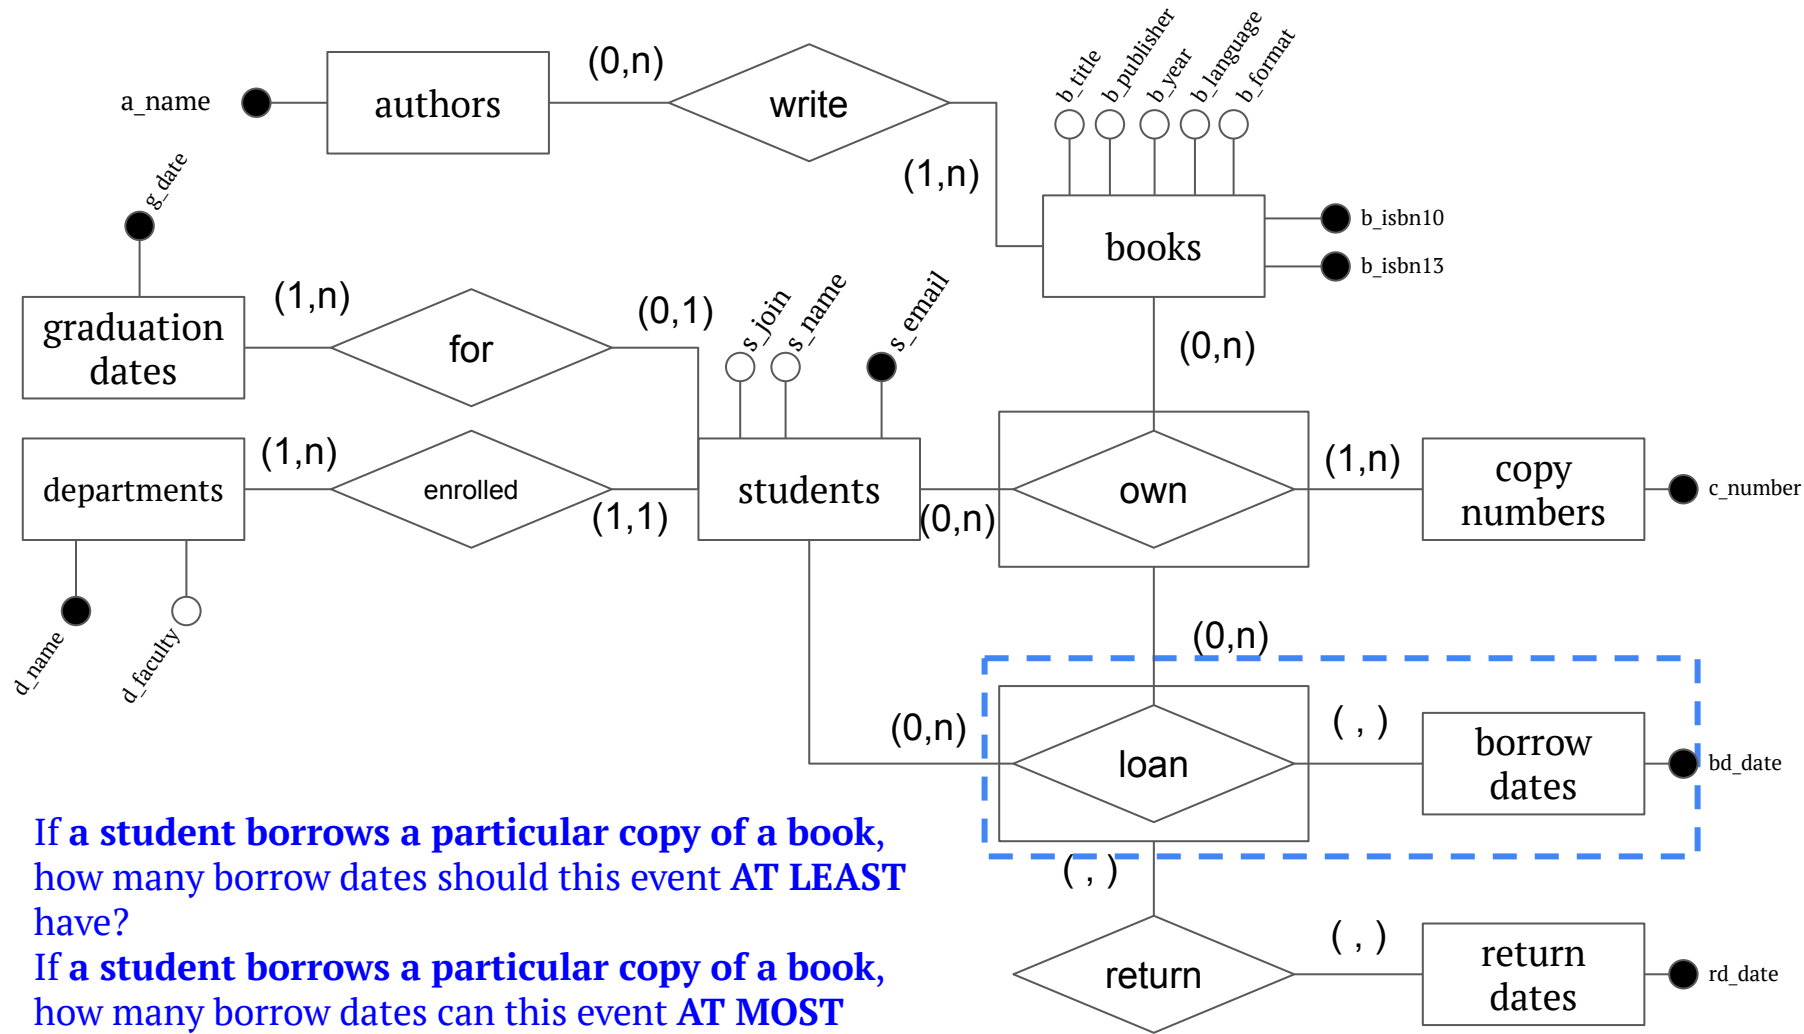 b_title
b_publisher
b_year
b_language
b_format
a_name
authors
(0,n)
write
(1,n)
books
b_isbn10
b_isbn13
g_date
graduation
dates
(1,n)
for
(0,1)
s_join
s_name
s_email
(0,n)
departments
(1,n)
enrolled
(1,1)
students
(0,n)
own
(1,n)
copy
numbers
c_number
d_name
d_faculty
(0,n)
(0,n)
loan
( , )
borrow
dates
bd_date
( , )
return
( , )
return
dates
rd_date
If a student borrows a particular copy of a book,
how many borrow dates should this event AT LEAST
have?
If a student borrows a particular copy of a book,
how many borrow dates can this event AT MOST